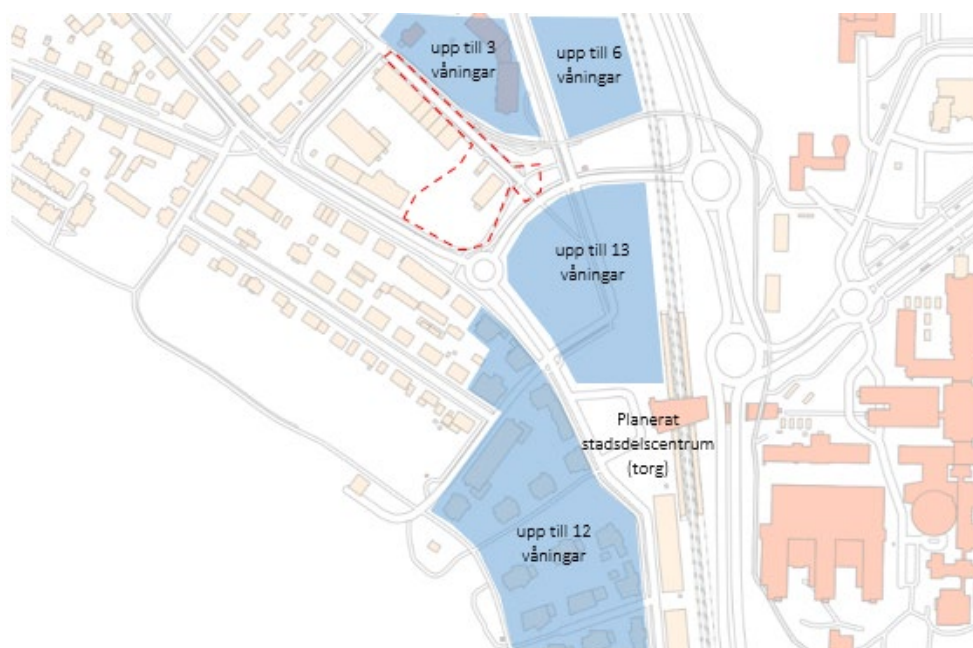 upp till 3
våningar
upp till 6
våningar
upp till 13
våningar
Planerat
stadsdelscentrum
(torg)
upp till 12
våningar